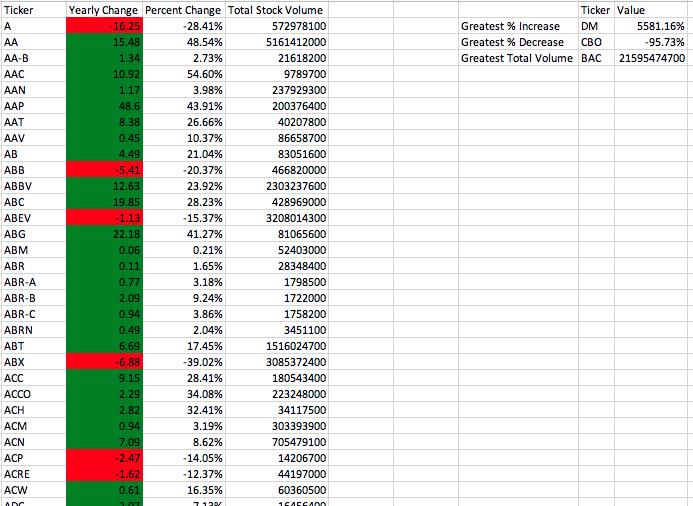 Ticker Yearly Change Percent Change Total Stock Volume Ticker Value
A -16.25 -28.41% 572978100 Greatest % Increase DM 5581.16%
AA 15.48 48.54% 5161412000 Greatest % Decrease CBO -95.73%
AA-B 1.34 2.73% 21618200 Greatest Total Volume BAC 21595474700
AAC 10.92 54.60% 9789700
AAN 1.17 3.98% 237929300
AAP 48.6 43.91% 200376400
AAT 8.38 26.66% 40207800
AAV 0.45 10.37% 86658700
AB 4.49 21.04% 83051600
ABB -5.41 -20.37% 466820000
ABBV 12.63 23.92% 2303237600
ABC 19.85 28.23% 428969000
ABEV -1.13 -15.37% 3208014300
ABG 22.18 41.27% 81065600
ABM 0.06 0.21% 52403000
ABR 0.11 1.65% 28348400
ABR-A 0.77 3.18% 1798500
ABR-B 2.09 9.24% 1722000
ABR-C 0.94 3.86% 1758200
ABRN 0.49 2.04% 3451100
ABT 6.69 17.45% 1516024700
ABX -6.88 -39.02% 3085372400
ACC 9.15 28.41% 180543400
ACCO 2.29 34.08% 223248000
ACH 2.82 32.41% 34117500
ACM 0.94 3.19% 303393900
ACN 7.09 8.62% 705479100
ACP -2.47 -14.05% 14206700
ACRE -1.62 -12.37% 44197000
ACW 0.61 16.35% 60360500